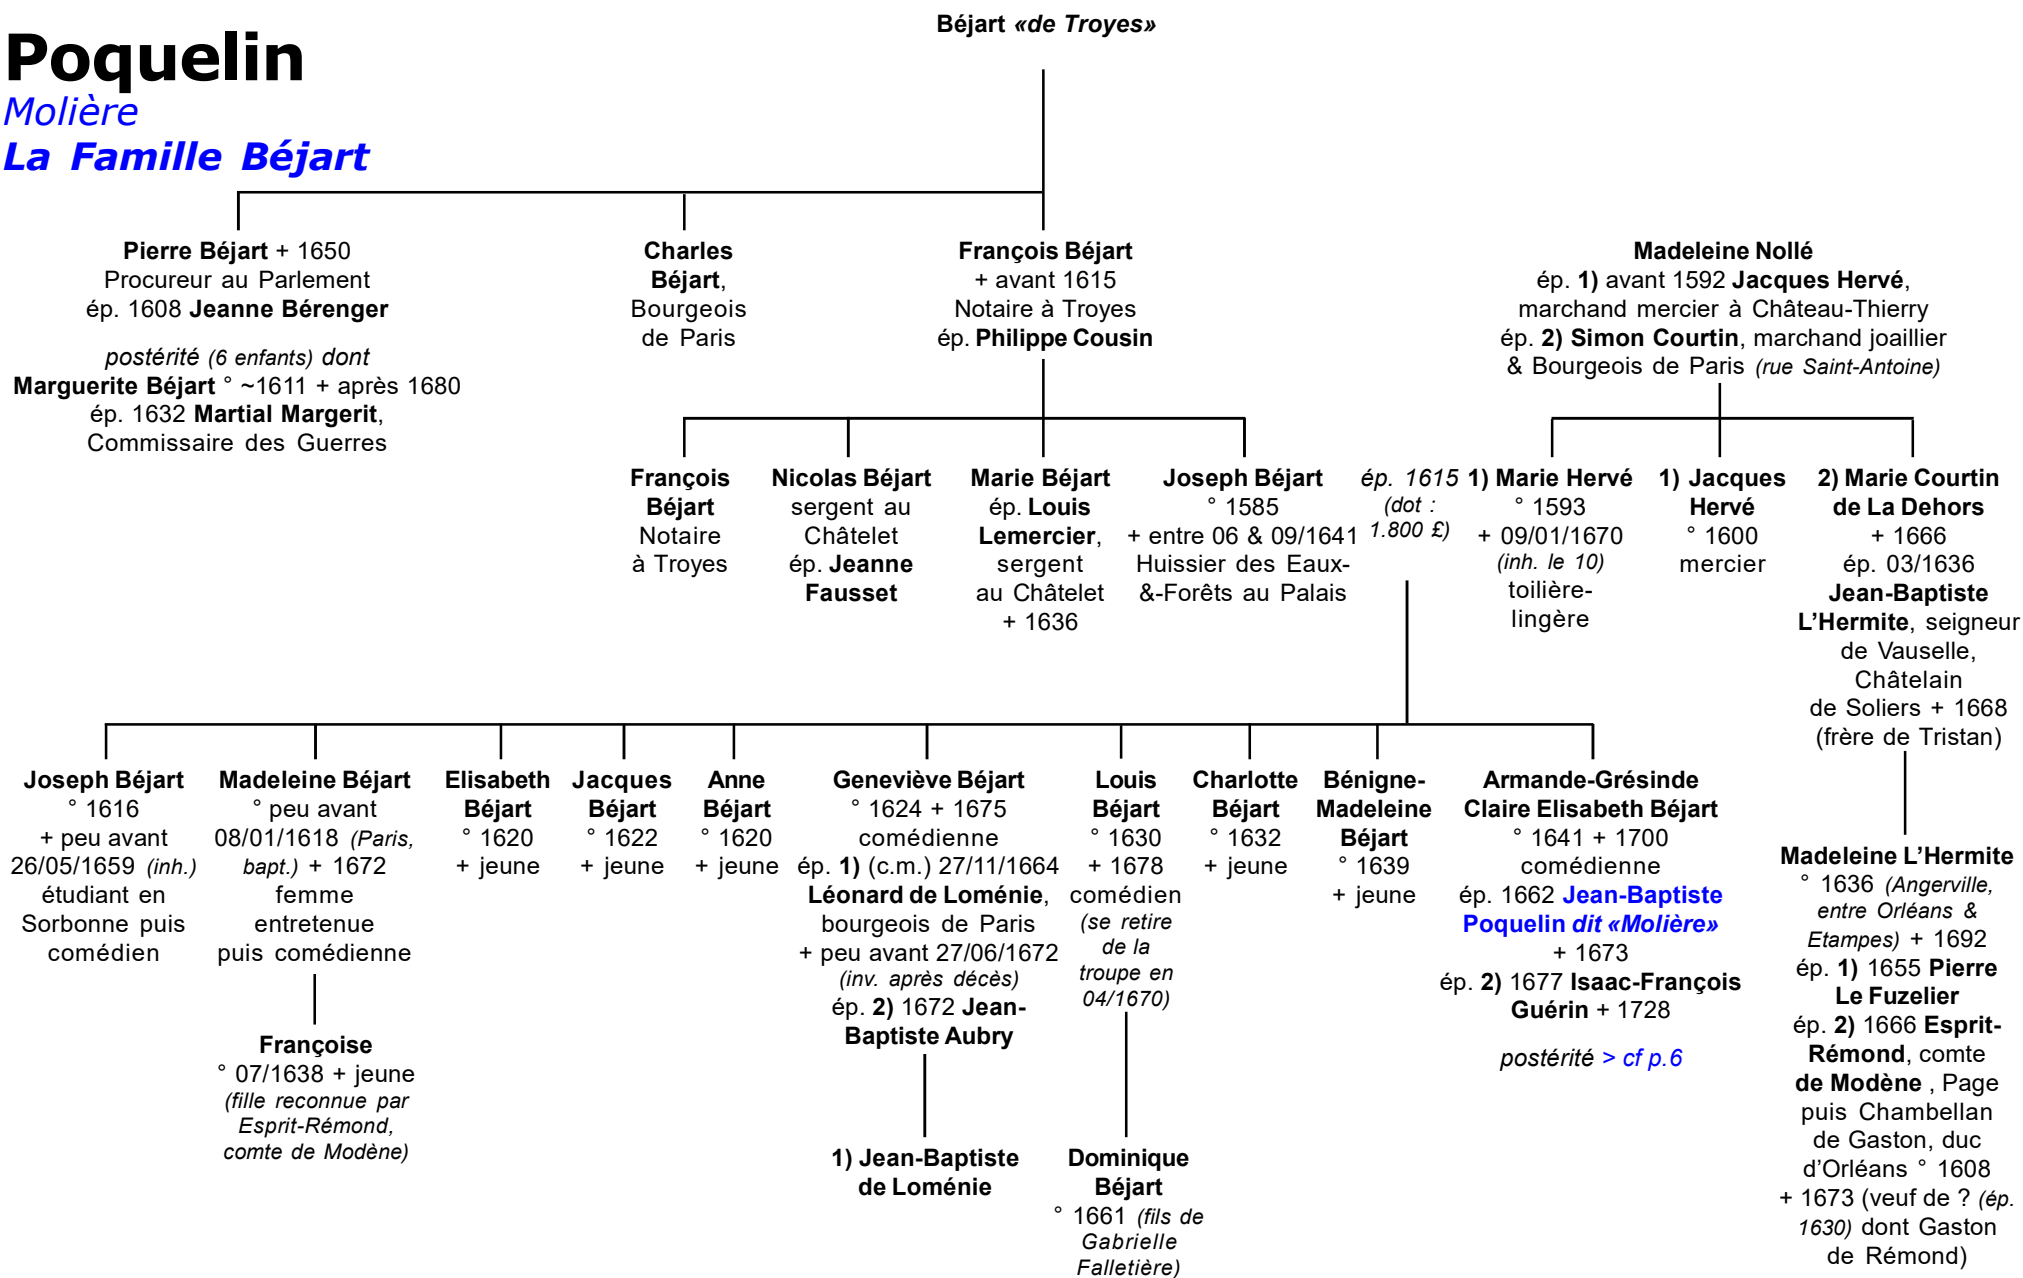 Béjart «de Troyes»
Poquelin
Molière
La Famille Béjart
Pierre Béjart + 1650
Procureur au Parlement
ép. 1608 Jeanne Bérenger
postérité (6 enfants) dont
Marguerite Béjart ° ~1611 + après 1680
ép. 1632 Martial Margerit,
Commissaire des Guerres
Charles
Béjart,
Bourgeois
de Paris
François Béjart
+ avant 1615
Notaire à Troyes
ép. Philippe Cousin
Madeleine Nollé
ép. 1) avant 1592 Jacques Hervé,
marchand mercier à Château-Thierry
ép. 2) Simon Courtin, marchand joaillier
& Bourgeois de Paris (rue Saint-Antoine)
François
Béjart
Notaire
à Troyes
Nicolas Béjart
sergent au
Châtelet
ép. Jeanne
Fausset
Marie Béjart
ép. Louis
Lemercier,
sergent
au Châtelet
+ 1636
Joseph Béjart
° 1585
+ entre 06 & 09/1641
Huissier des Eaux-
&-Forêts au Palais
ép. 1615
(dot :
1.800 £)
1) Marie Hervé
° 1593
+ 09/01/1670
(inh. le 10)
toilière-
lingère
1) Jacques
Hervé
° 1600
mercier
2) Marie Courtin
de La Dehors
+ 1666
ép. 03/1636
Jean-Baptiste
L’Hermite, seigneur
de Vauselle,
Châtelain
de Soliers + 1668
(frère de Tristan)
Joseph Béjart
° 1616
+ peu avant
26/05/1659 (inh.)
étudiant en
Sorbonne puis
comédien
Madeleine Béjart
° peu avant
08/01/1618 (Paris,
bapt.) + 1672
femme
entretenue
puis comédienne
Elisabeth
Béjart
° 1620
+ jeune
Jacques
Béjart
° 1622
+ jeune
Anne
Béjart
° 1620
+ jeune
Geneviève Béjart
° 1624 + 1675
comédienne
ép. 1) (c.m.) 27/11/1664
Léonard de Loménie,
bourgeois de Paris
+ peu avant 27/06/1672
(inv. après décès)
ép. 2) 1672 Jean-
Baptiste Aubry
Louis
Béjart
° 1630
+ 1678
comédien
(se retire
de la
troupe en
04/1670)
Charlotte
Béjart
° 1632
+ jeune
Bénigne-
Madeleine
Béjart
° 1639
+ jeune
Armande-Grésinde
Claire Elisabeth Béjart
° 1641 + 1700
comédienne
ép. 1662 Jean-Baptiste
Poquelin dit «Molière»
+ 1673
ép. 2) 1677 Isaac-François
Guérin + 1728
postérité > cf p.6
Madeleine L’Hermite
° 1636 (Angerville,
entre Orléans &
Etampes) + 1692
ép. 1) 1655 Pierre
Le Fuzelier
ép. 2) 1666 Esprit-
Rémond, comte
de Modène , Page
puis Chambellan
de Gaston, duc
d’Orléans ° 1608
+ 1673 (veuf de ? (ép.
1630) dont Gaston
de Rémond)
Françoise
° 07/1638 + jeune
(fille reconnue par
Esprit-Rémond,
comte de Modène)
1) Jean-Baptiste
de Loménie
Dominique
Béjart
° 1661 (fils de
Gabrielle
Falletière)